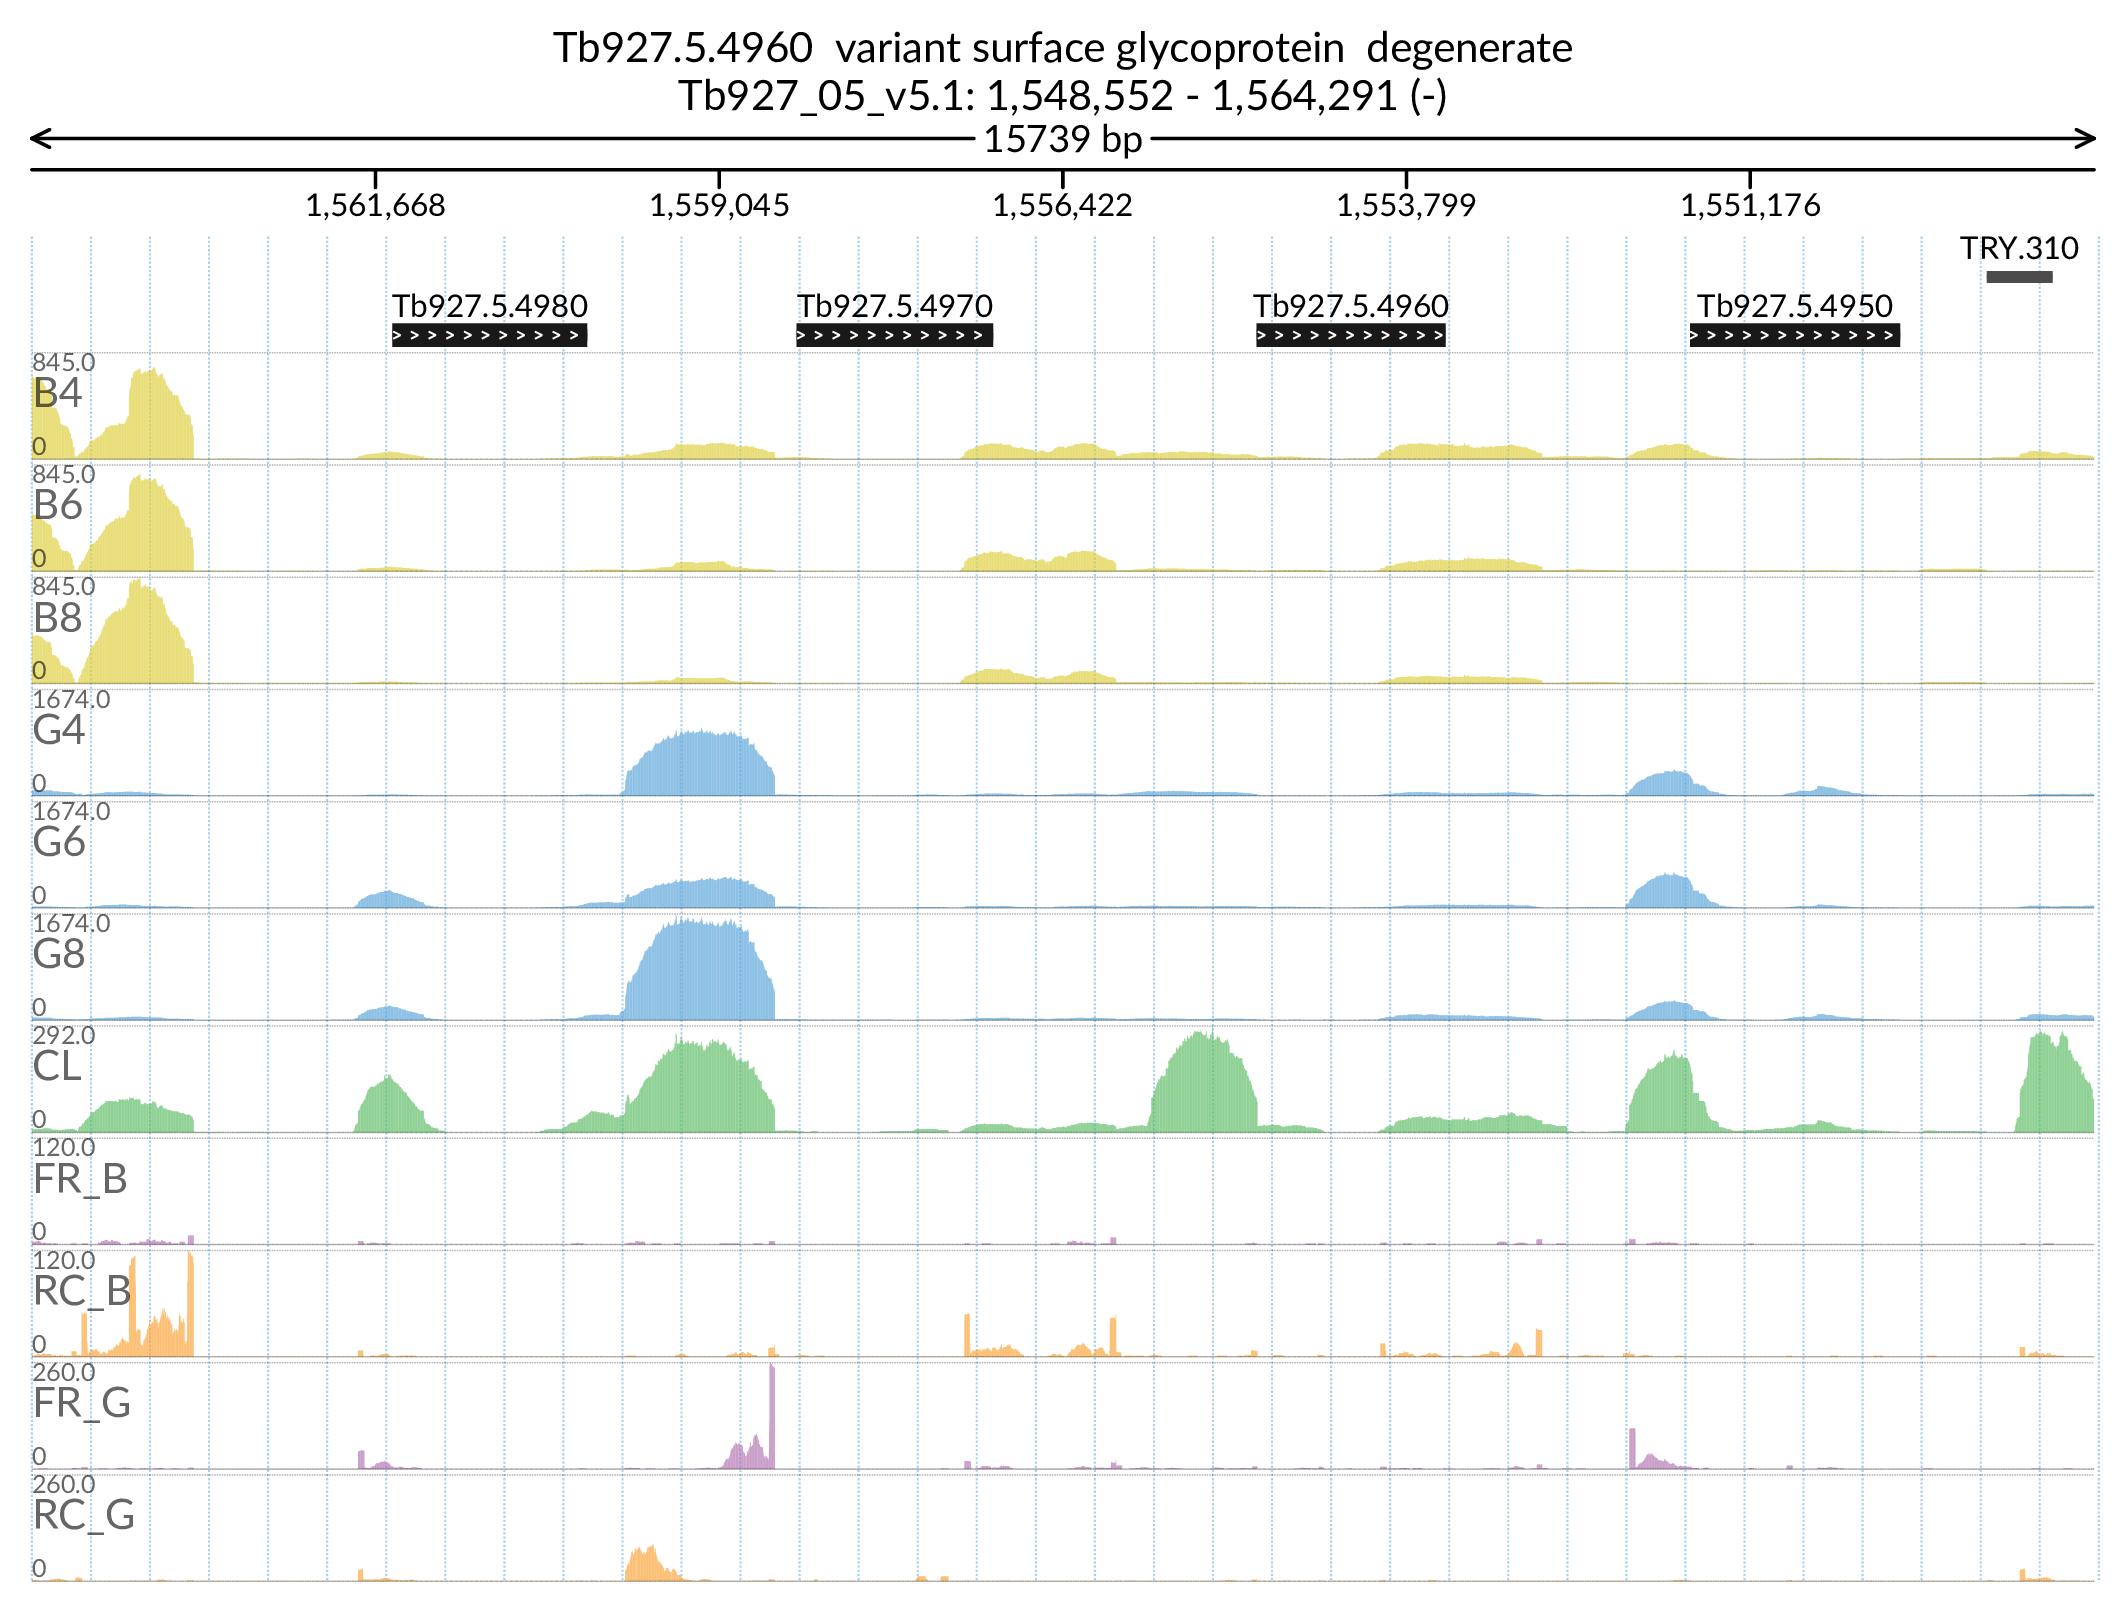 Tb927.5.4960 variant surface glycoprotein degenerate
Tb927_05_v5.1: 1,548,552 - 1,564,291 (-)
15739 bp
1,561,668 1,559,045 1,556,422 1,553,799 1,551,176
TRY.310
Tb927.5.4980 Tb927.5.4970 Tb927.5.4960 Tb927.5.4950
845.0
B4
0
845.0
B6
0
845.0
B8
0
1674.0
G4
0
1674.0
G6
0
1674.0
G8
0
292.0
CL
0
120.0
FR_B
0
120.0
RC_B
0
260.0
FR_G
0
260.0
RC_G
0